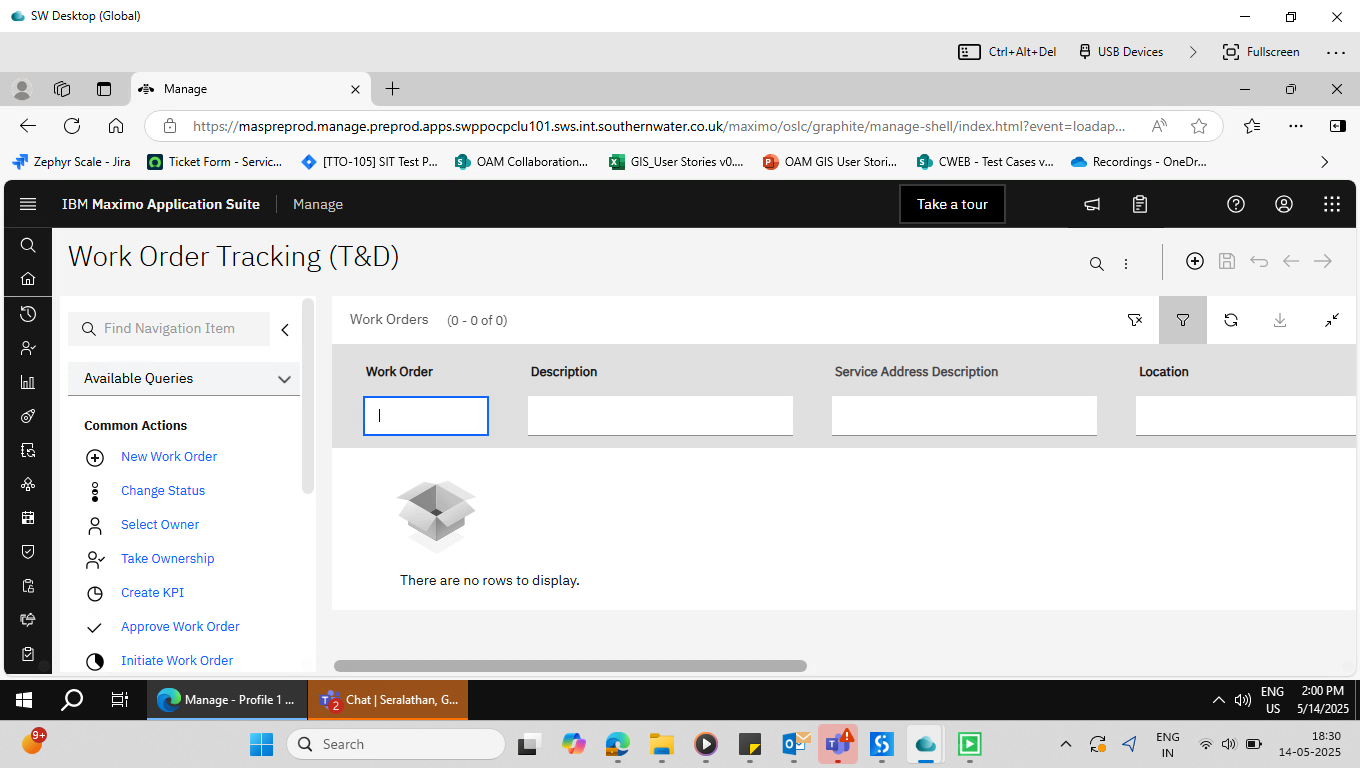 SW Desktop (Global)
Ctrl+Alt+Del
USB Devices
Fullscreen
Manage
https://maspreprod.manage.preprod.apps.swppocpclu101.sws.int.southernwater.co.uk/maximo/oslc/graphite/manage-shell/index.html?event=loadap...
Zephyr Scale - Jira
Ticket Form - Servic...
[TTO-105] SIT Test P...
OAM Collaboration...
GIS_User Stories v0....
OAM GIS User Stori...
CWEB - Test Cases v...
Recordings - OneDr...
IBM Maximo Application Suite
Manage
Take a tour
Work Order Tracking (T&D)
Find Navigation Item
Available Queries
Common Actions
New Work Order
Change Status
Select Owner
Take Ownership
Create KPI
Approve Work Order
Initiate Work Order
Work Orders (0 - 0 of 0)
Work Order
Description
Service Address Description
Location
There are no rows to display.
Manage - Profile 1 ...
2
Chat | Seralathan, G...
ENG
US
2:00 PM
5/14/2025
9+
Search
ENG
IN
18:30
14-05-2025